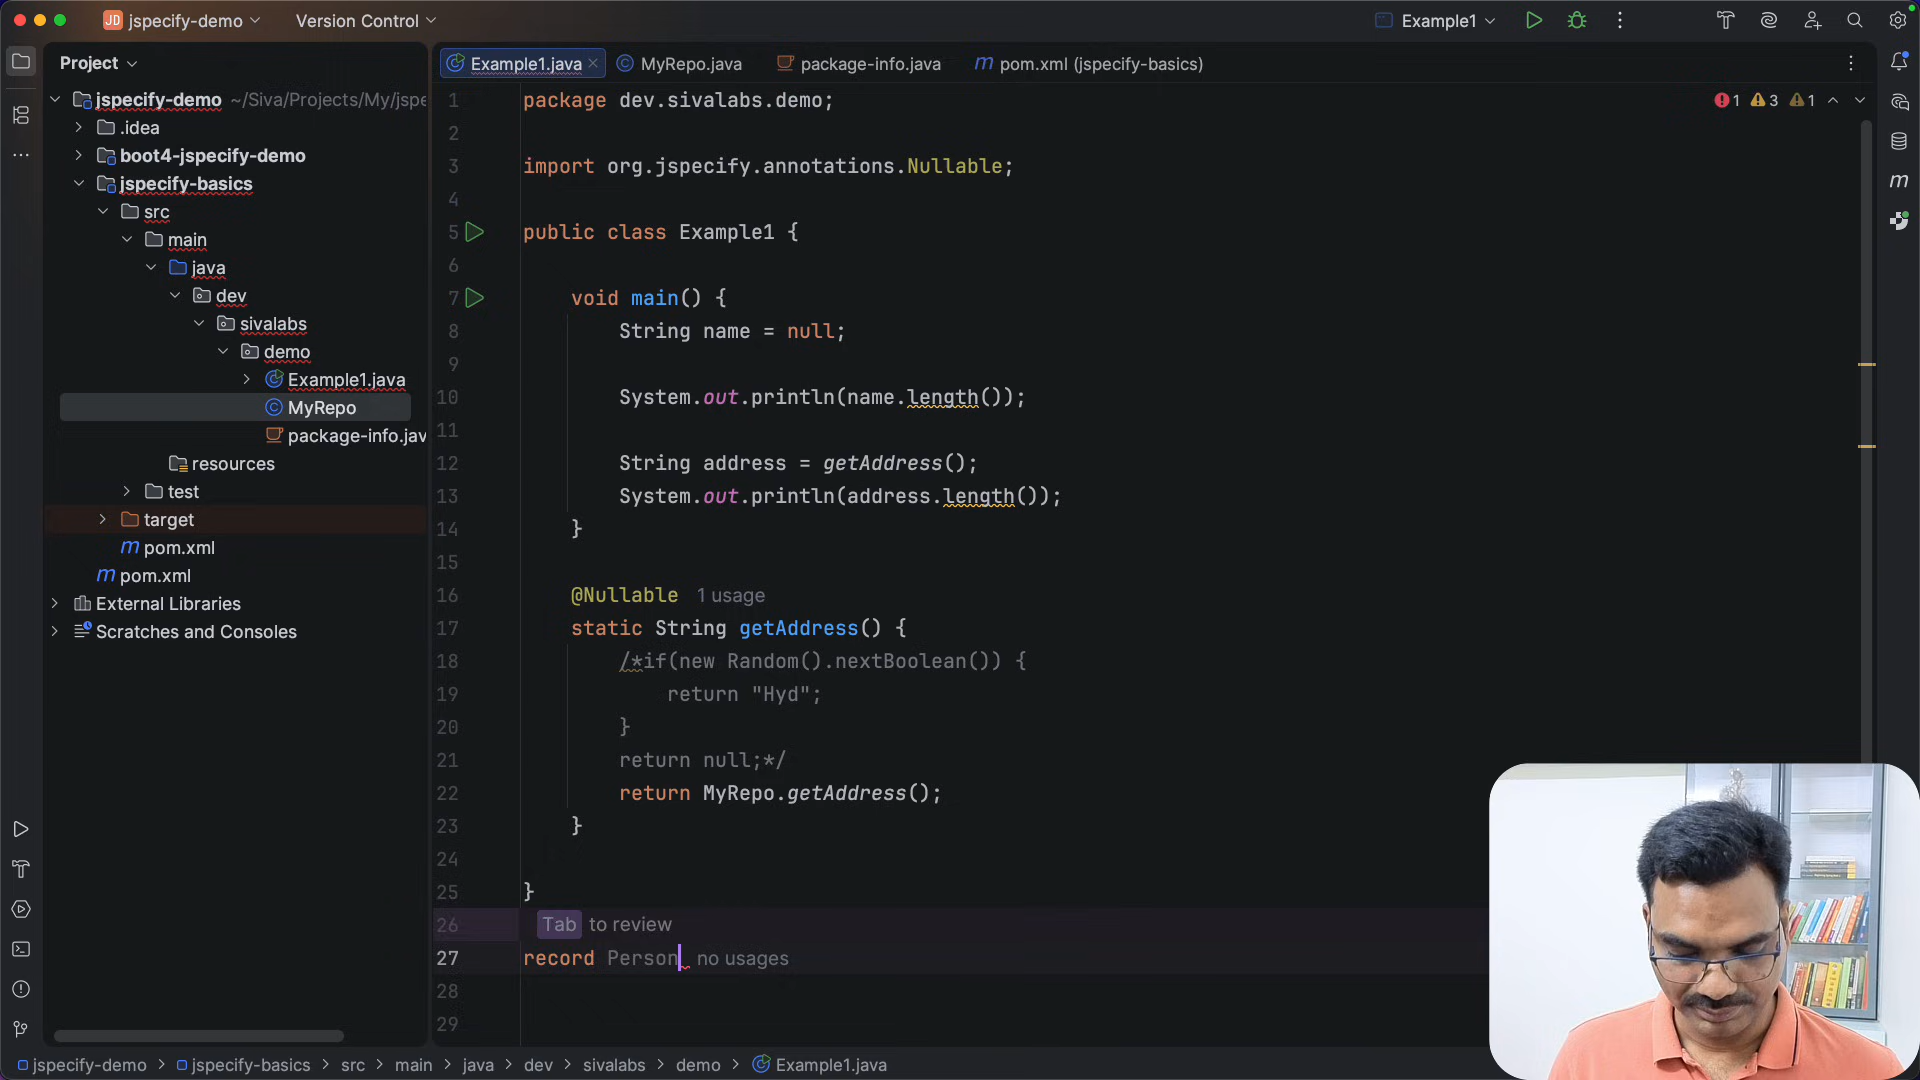 JD jspecify-demo Version Control Example1
Project
Example1.java MyRepo.java package-info.java m pom.xml (jspecify-basics)
jspecify-demo ~/Siva/Projects/My/jspe
.idea
boot4-jspecify-demo
jspecify-basics
src
main
java
dev
sivalabs
demo
Example1.java
MyRepo
package-info.jav
resources
test
target
m pom.xml
m pom.xml
External Libraries
Scratches and Consoles
1 package dev.sivalabs.demo;
1 3 1
2
3 import org.jspecify.annotations.Nullable;
4
5 public class Example1 {
6
7 void main() {
8 String name = null;
9
10 System.out.println(name.length());
11
12 String address = getAddress();
13 System.out.println(address.length());
14 }
15
16 @Nullable 1 usage
17 static String getAddress() {
18 /*if(new Random().nextBoolean()) {
19 return "Hyd";
20 }
21 return null;*/
22 return MyRepo.getAddress();
23 }
24
25 }
26 Tab to review
27 record Person no usages
28
29
m
jspecify-demo > jspecify-basics > src > main > java > dev > sivalabs > demo > Example1.java